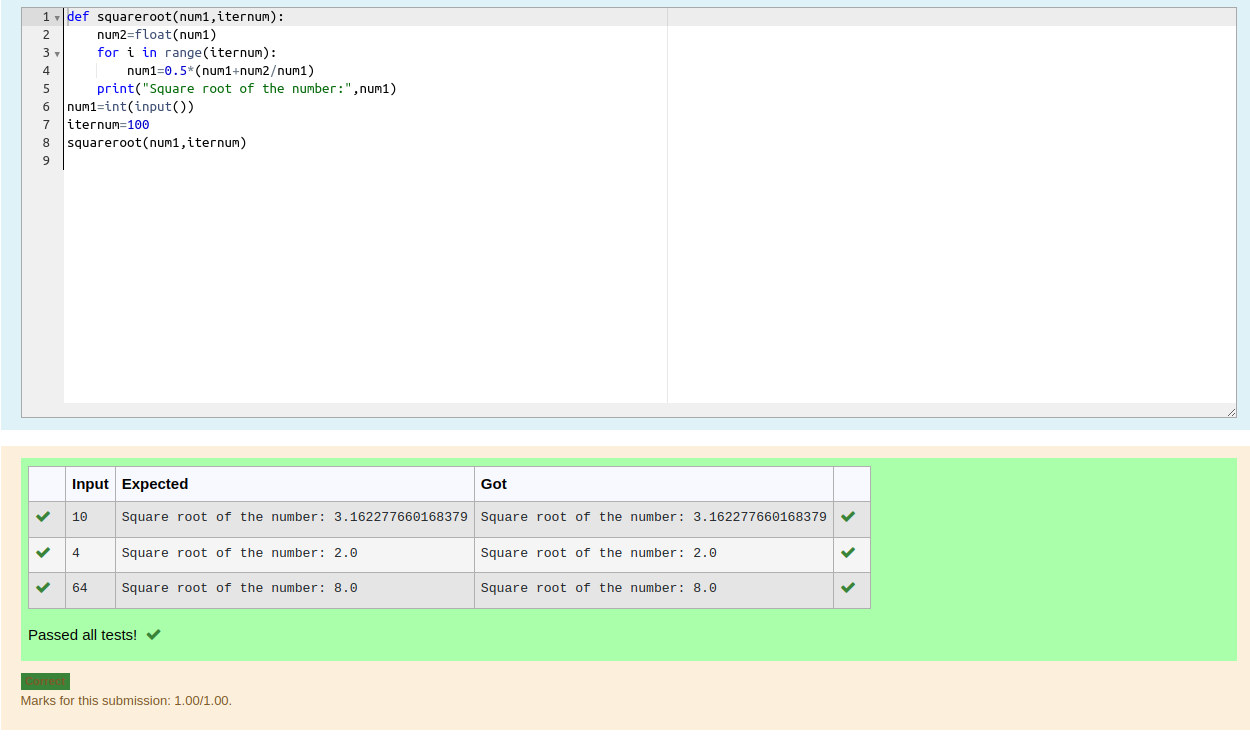 1 def squareroot(num1,iternum):
2 num2=float(num1)
3 for i in range(iternum):
4 num1=0.5*(num1+num2/num1)
5 print("Square root of the number:",num1)
6 num1=int(input())
7 iternum=100
8 squareroot(num1,iternum)
9
Input Expected Got
10 Square root of the number: 3.162277660168379 Square root of the number: 3.162277660168379
4 Square root of the number: 2.0 Square root of the number: 2.0
64 Square root of the number: 8.0 Square root of the number: 8.0
Passed all tests!
Correct
Marks for this submission: 1.00/1.00.